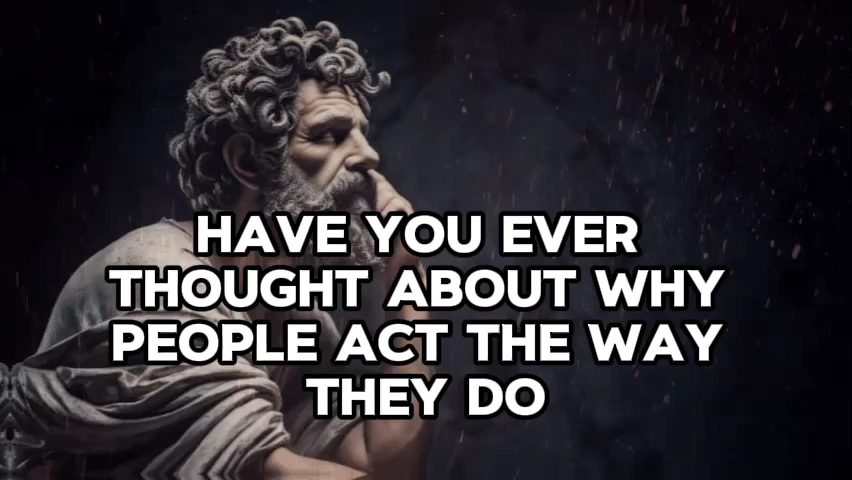 HAVE YOU EVER
THOUGHT ABOUT WHY
PEOPLE ACT THE WAY
THEY DO